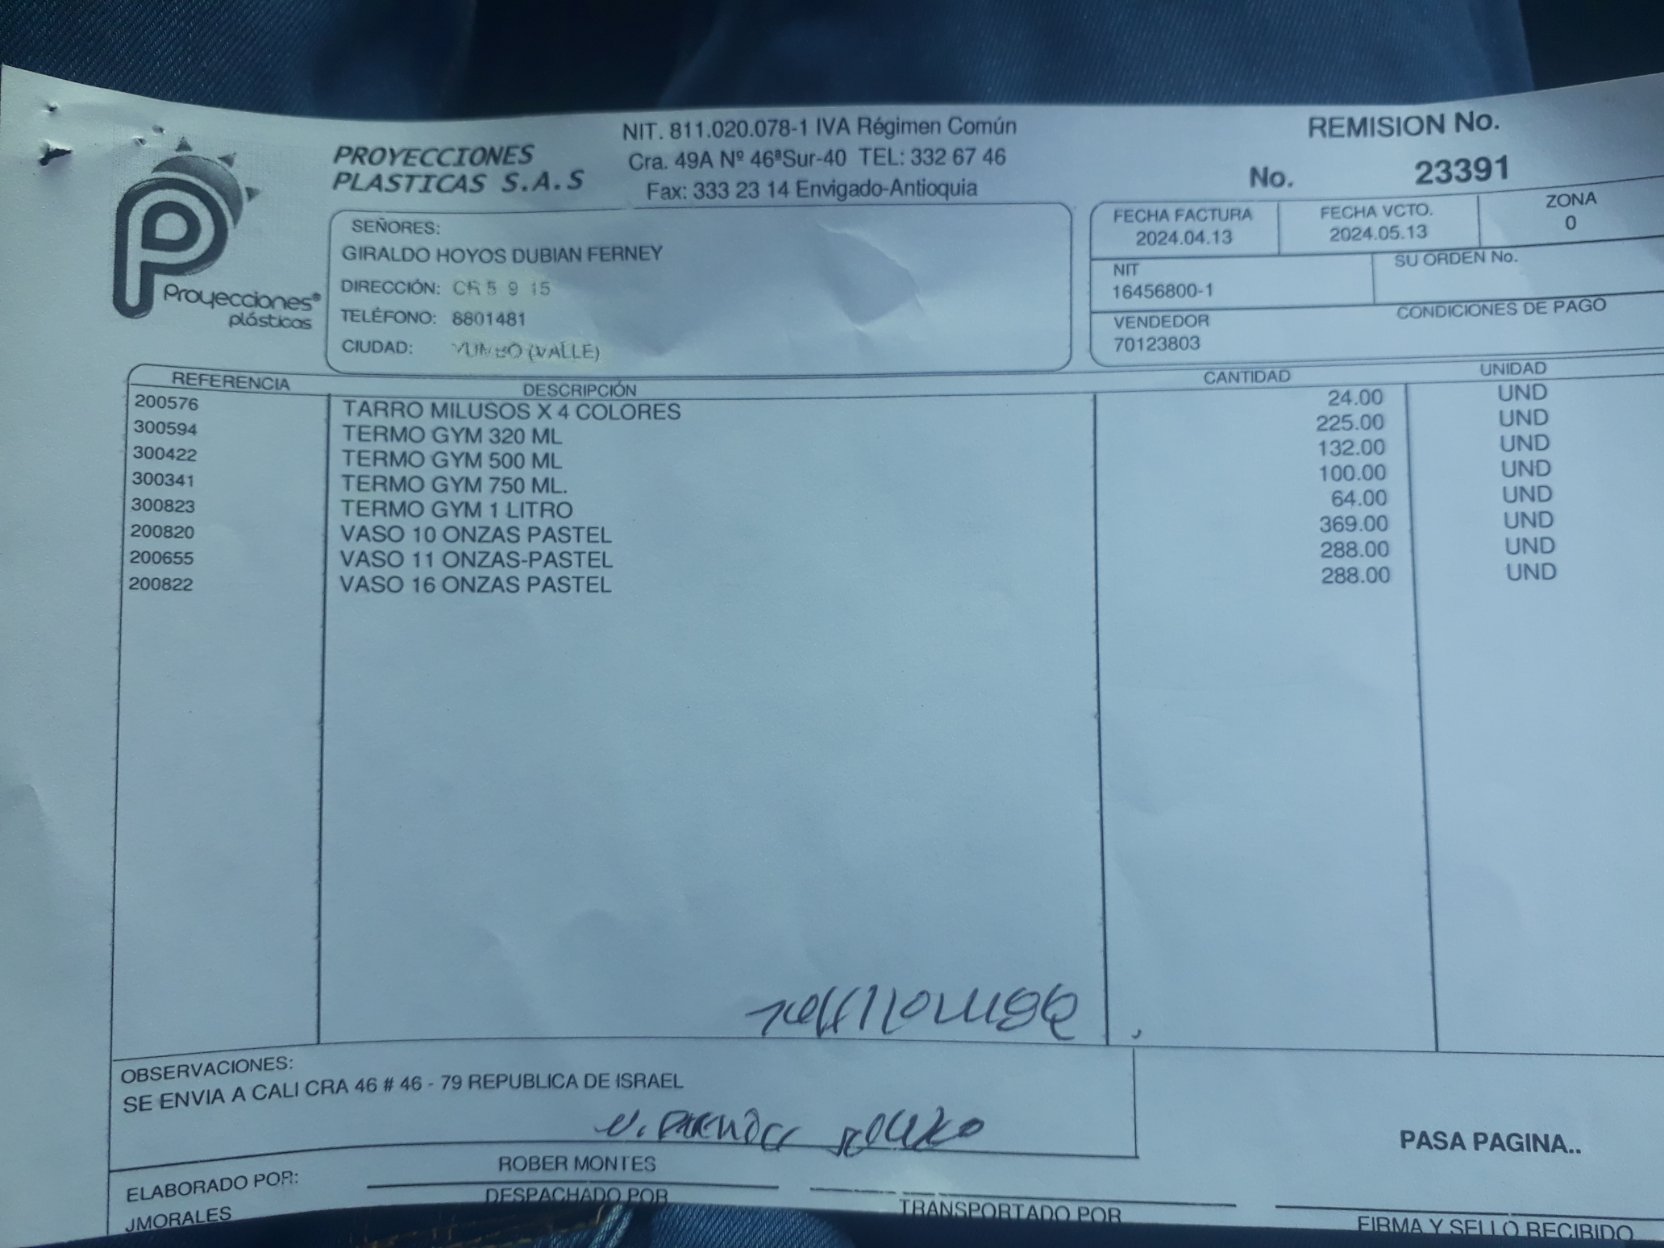 NIT. 811.020.078-1 IVA Régimen Común
PROYECCIONES PLASTICAS S.A.S
Cra. 49A Nº 46ªSur-40 TEL: 332 67 46
Fax: 333 23 14 Envigado-Antioquia
REMISION No.
No. 23391
Proyecciones®
plásticas
SEÑORES:
GIRALDO HOYOS DUBIAN FERNEY
DIRECCIÓN: CR 5 9 15
TELÉFONO: 8801481
CIUDAD: YUMBO (VALLE)
FECHA FACTURA FECHA VCTO. ZONA
2024.04.13 2024.05.13 0
NIT SU ORDEN No.
16456800-1
VENDEDOR CONDICIONES DE PAGO
70123803
REFERENCIA DESCRIPCIÓN CANTIDAD UNIDAD
200576 TARRO MILUSOS X 4 COLORES 24.00 UND
300594 TERMO GYM 320 ML 225.00 UND
300422 TERMO GYM 500 ML 132.00 UND
300341 TERMO GYM 750 ML. 100.00 UND
300823 TERMO GYM 1 LITRO 64.00 UND
200820 VASO 10 ONZAS PASTEL 369.00 UND
200655 VASO 11 ONZAS-PASTEL 288.00 UND
200822 VASO 16 ONZAS PASTEL 288.00 UND
OBSERVACIONES:
SE ENVIA A CALI CRA 46 # 46 - 79 REPUBLICA DE ISRAEL
PASA PAGINA..
ELABORADO POR: ROBER MONTES
JMORALES DESPACHADO POR TRANSPORTADO POR FIRMA Y SELLO RECIBIDO